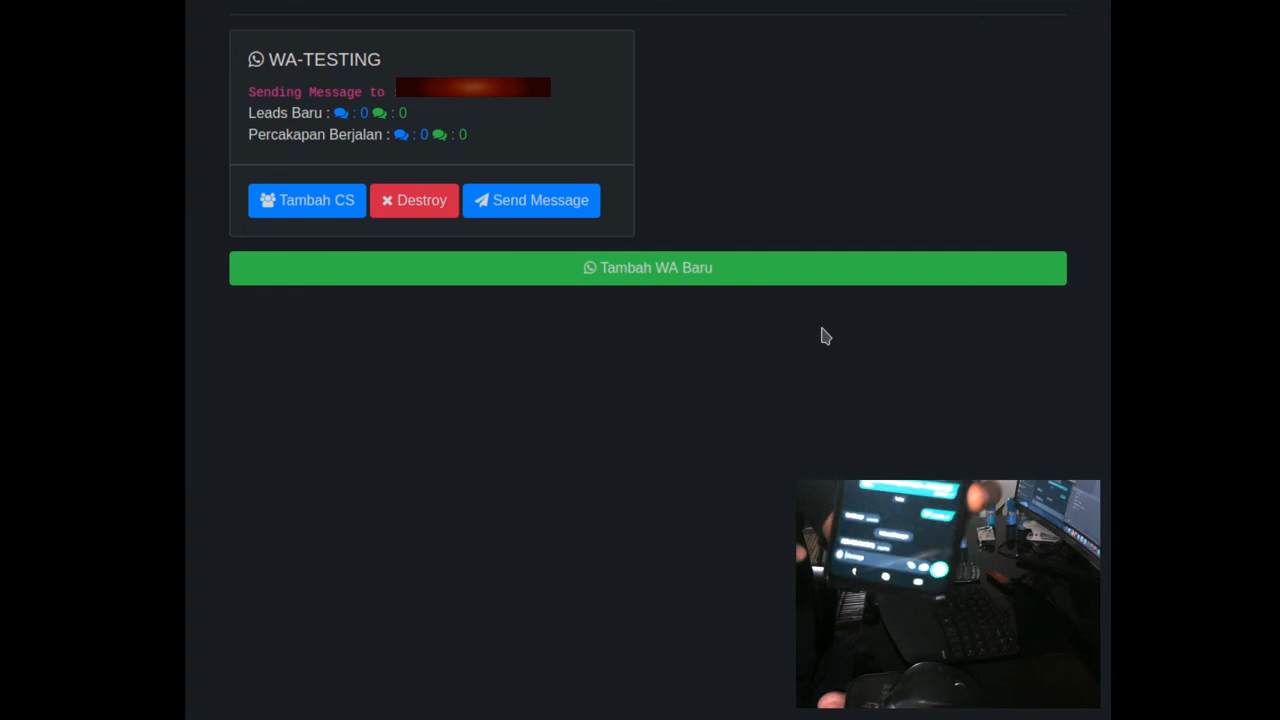 WA-TESTING
Sending Message to :
Leads Baru : : 0 : 0
Percakapan Berjalan : : 0 : 0
Tambah CS Destroy Send Message
Tambah WA Baru